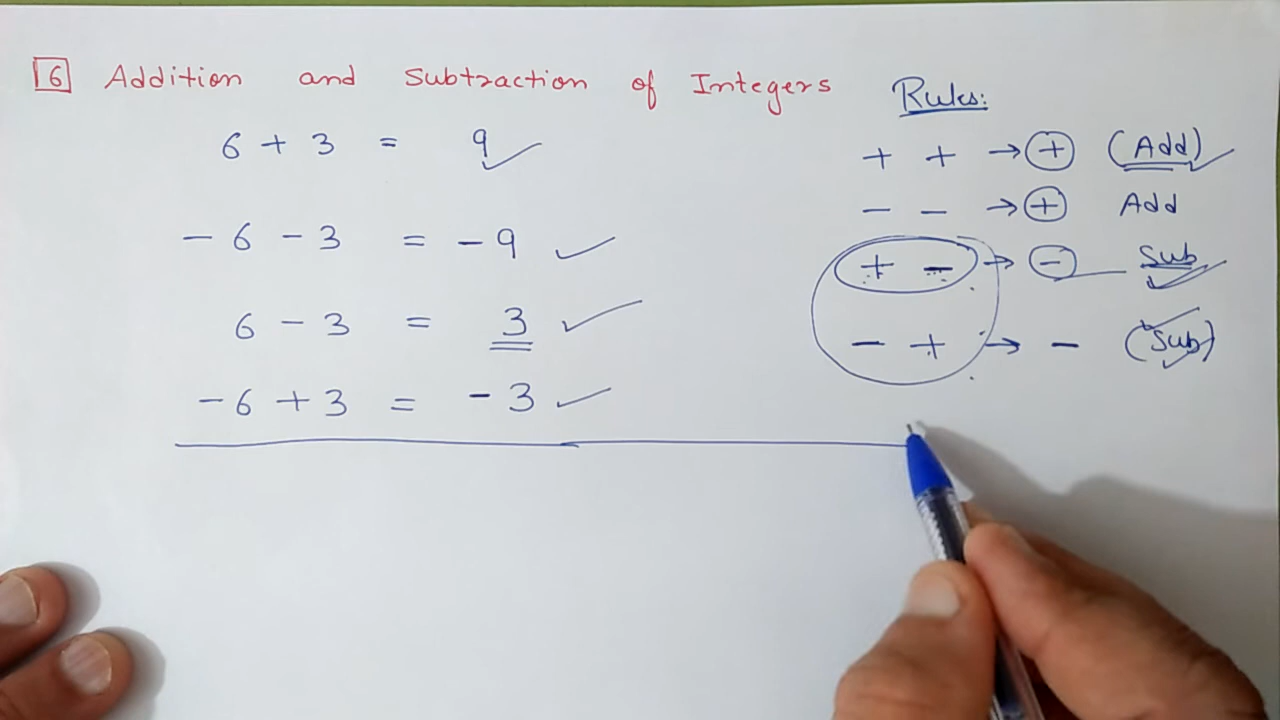 6 Addition and Subtraction of Integers
6 + 3 = 9 ✓
- 6 - 3 = - 9 ✓
6 - 3 = 3 ✓
- 6 + 3 = - 3 ✓
Rules:
+ + → + (Add) ✓
- - → + Add
+ - → - Sub ✓
- + → - (Sub) ✓